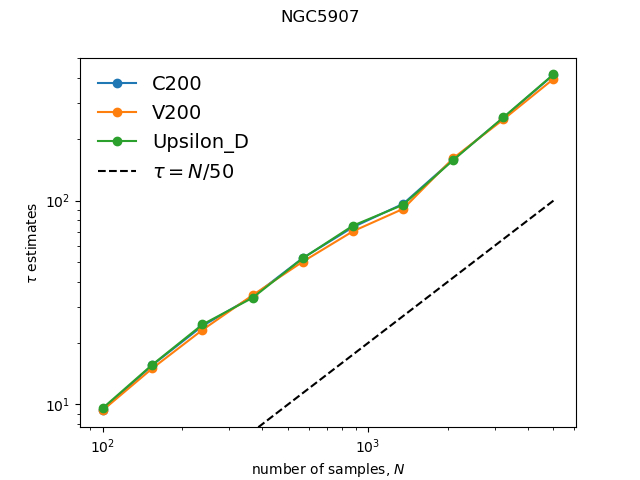 NGC5907
C200
V200
Upsilon_D
τ = N/50
10²
10¹
τ estimates
10² 10³
number of samples, N